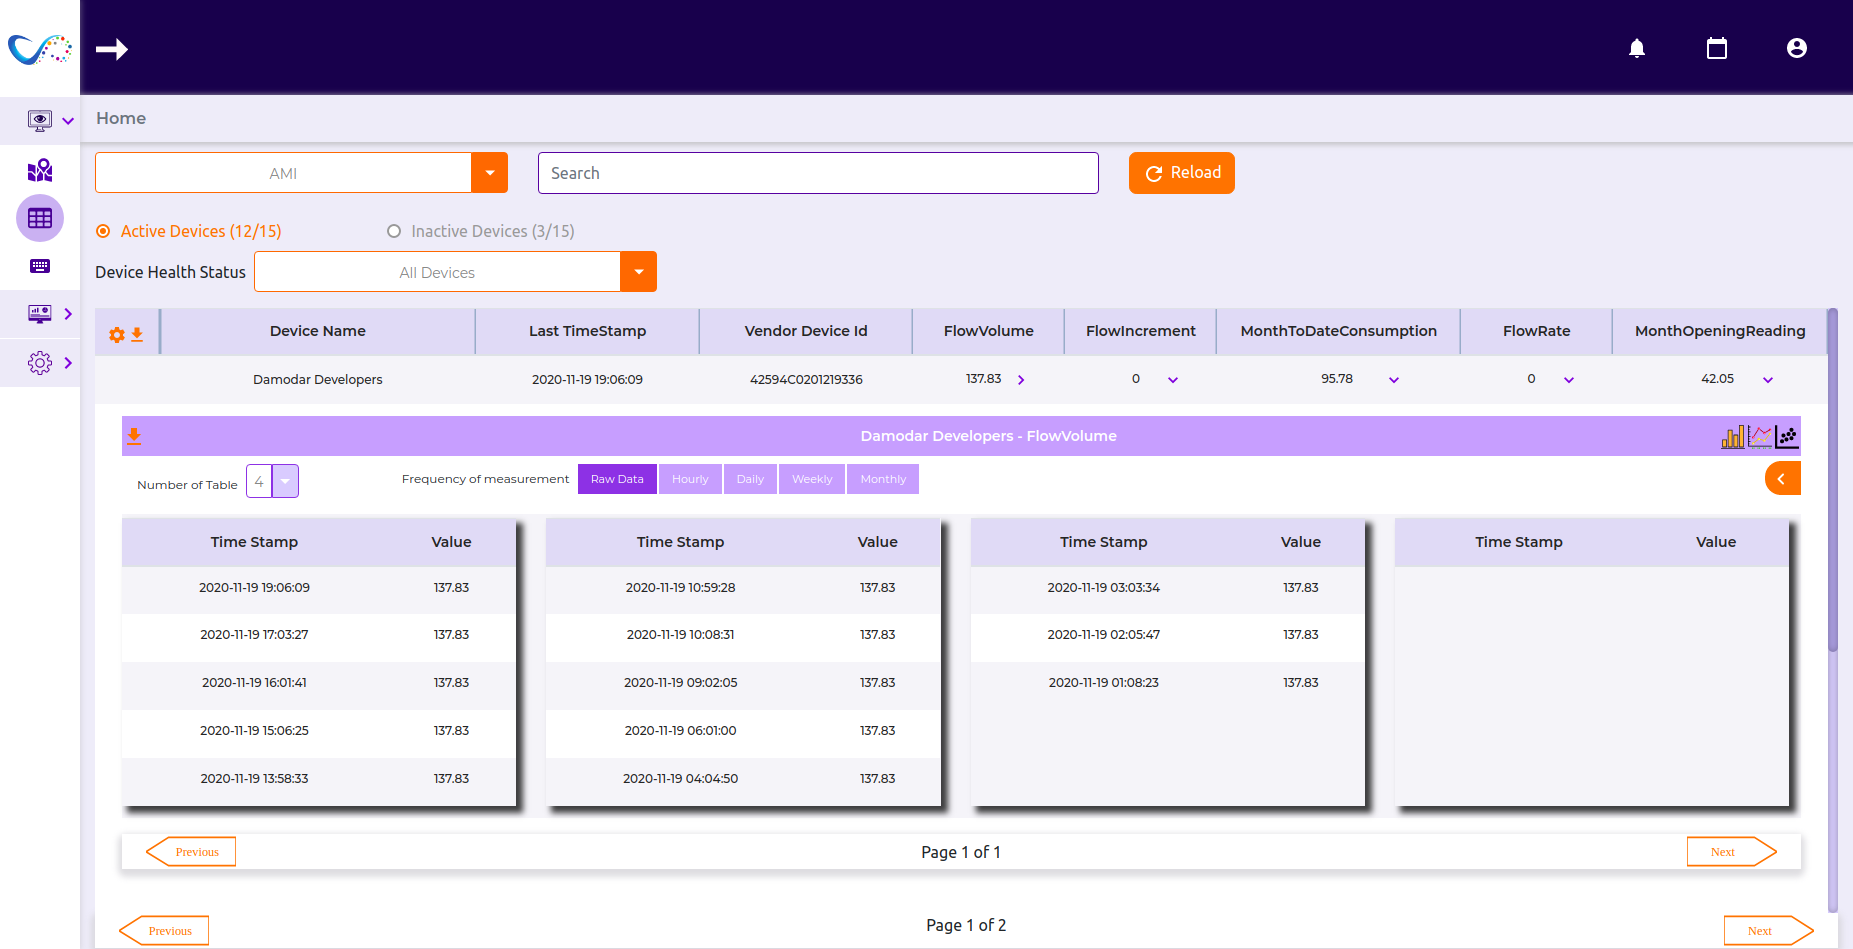 Home
AMI
Search
Reload
Active Devices (12/15) Inactive Devices (3/15)
Device Health Status All Devices
Device Name Last TimeStamp Vendor Device Id FlowVolume FlowIncrement MonthToDateConsumption FlowRate MonthOpeningReading
Damodar Developers 2020-11-19 19:06:09 42594C0201219336 137.83 0 95.78 0 42.05
Damodar Developers - FlowVolume
Number of Table 4 Frequency of measurement Raw Data Hourly Daily Weekly Monthly
Time Stamp Value Time Stamp Value Time Stamp Value Time Stamp Value
2020-11-19 19:06:09 137.83 2020-11-19 10:59:28 137.83 2020-11-19 03:03:34 137.83
2020-11-19 17:03:27 137.83 2020-11-19 10:08:31 137.83 2020-11-19 02:05:47 137.83
2020-11-19 16:01:41 137.83 2020-11-19 09:02:05 137.83 2020-11-19 01:08:23 137.83
2020-11-19 15:06:25 137.83 2020-11-19 06:01:00 137.83
2020-11-19 13:58:33 137.83 2020-11-19 04:04:50 137.83
Previous Page 1 of 1 Next
Previous Page 1 of 2 Next